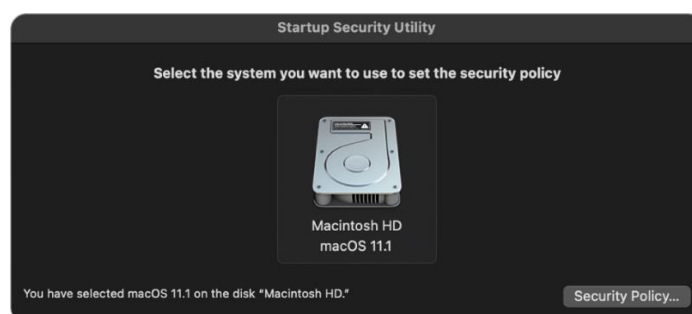 Startup Security Utility
Select the system you want to use to set the security policy
Macintosh HD
macOS 11.1
You have selected macOS 11.1 on the disk “Macintosh HD.”
Security Policy...